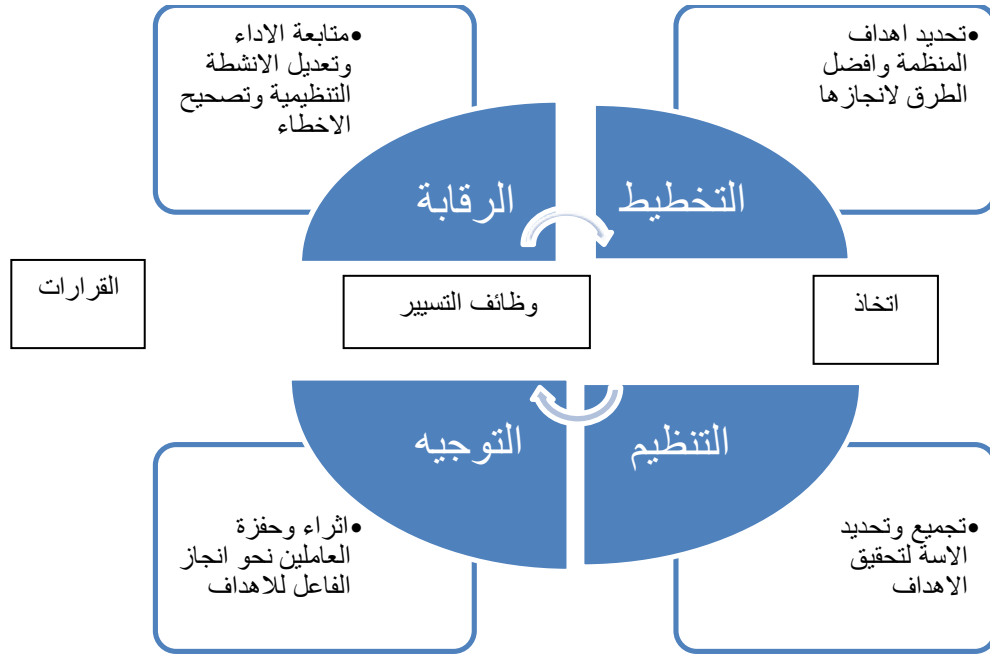 •تحديد اهداف
المنظمة وافضل
الطرق لانجازها
•متابعة الاداء
وتعديل الانشطة
التنظيمية وتصحيح
الاخطاء
التخطيط
الرقابة
اتخاذ
وظائف التسيير
القرارات
التنظيم
التوجيه
•تجميع وتحديد
الاسة لتحقيق
الاهداف
•اثراء وحفزة
العاملين نحو انجاز
الفاعل للاهداف